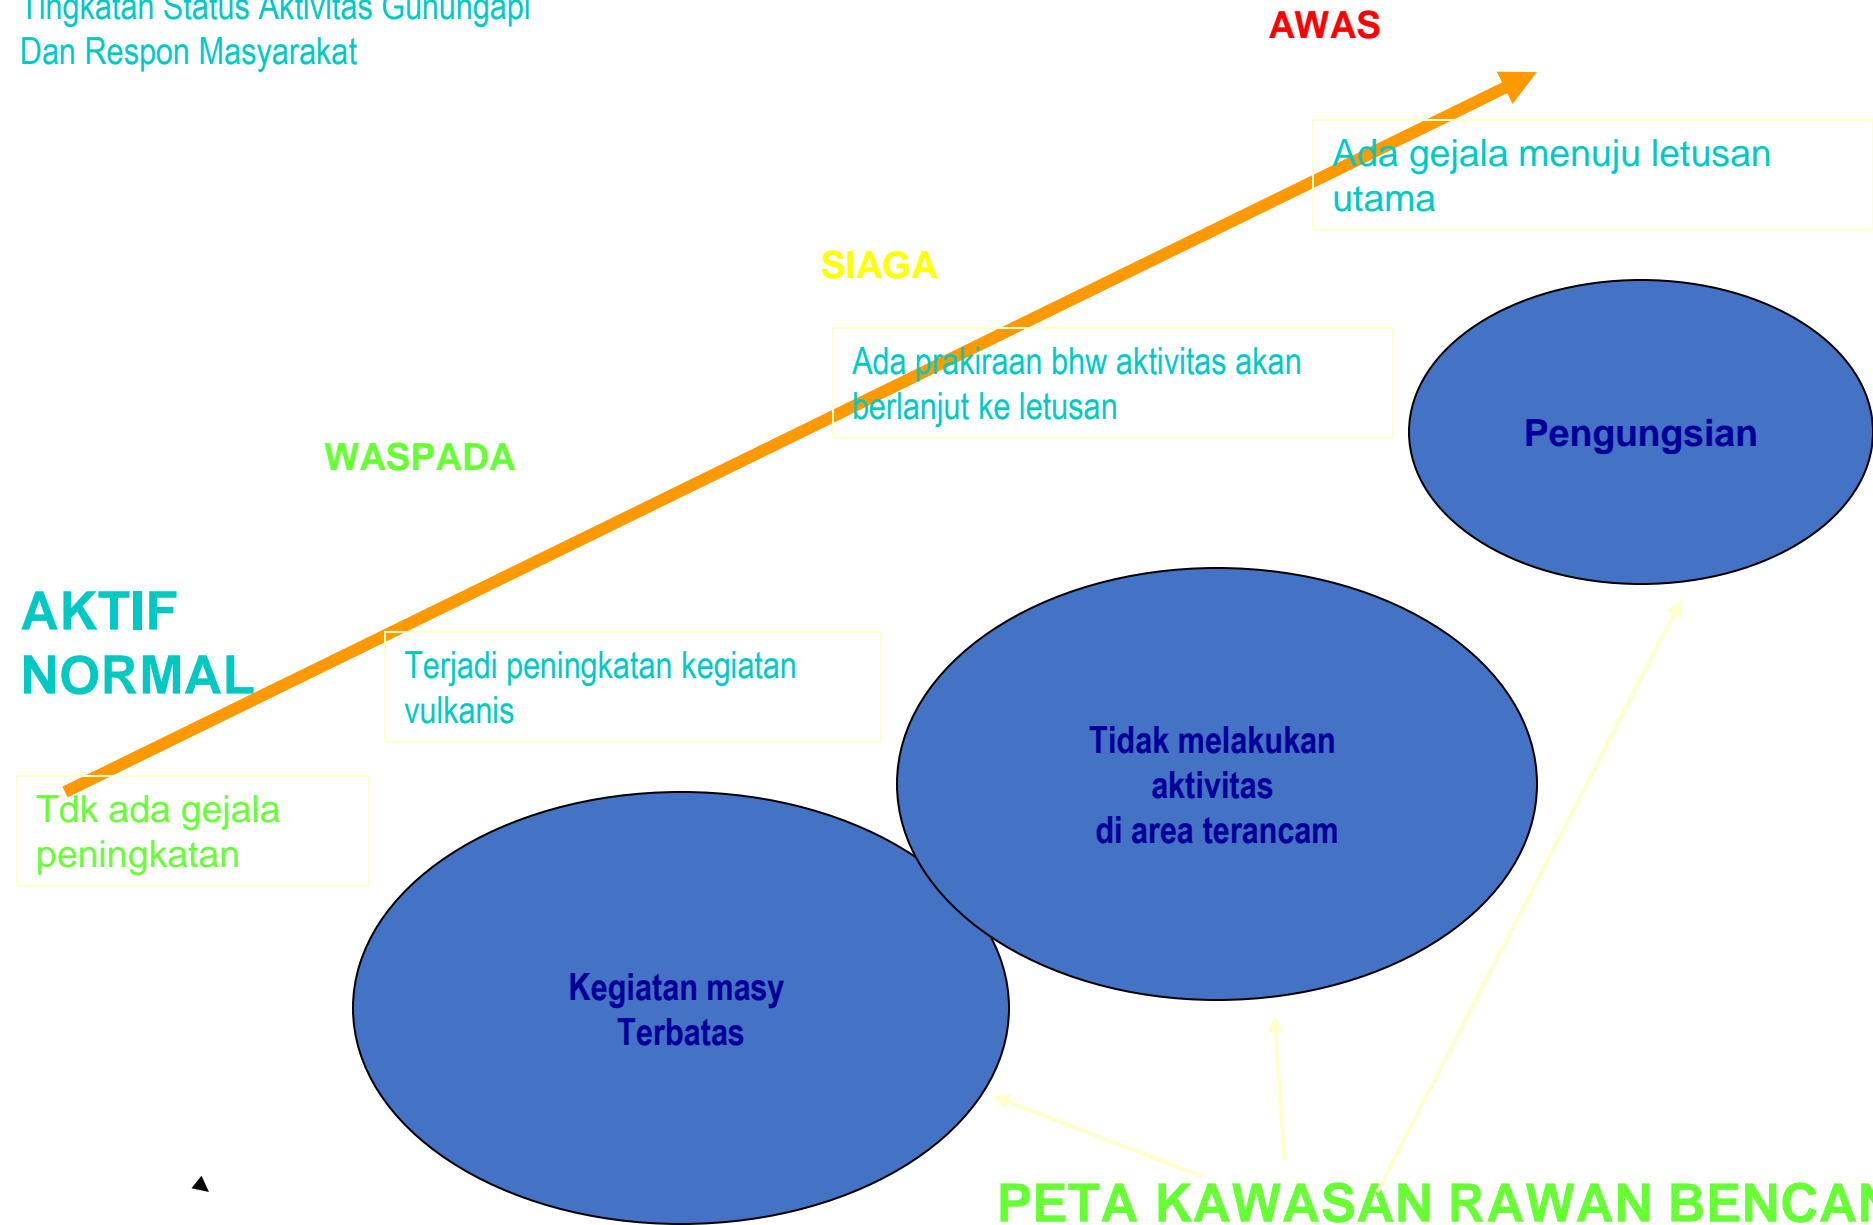 Tingkatan Status Aktivitas Gunungapi
Dan Respon Masyarakat
AWAS
Ada gejala menuju letusan
utama
SIAGA
Ada prakiraan bhw aktivitas akan
berlanjut ke letusan
Pengungsian
WASPADA
AKTIF
NORMAL
Terjadi peningkatan kegiatan
vulkanis
Tidak melakukan
aktivitas
di area terancam
Tdk ada gejala
peningkatan
Kegiatan masy
Terbatas
PETA KAWASAN RAWAN BENCAN